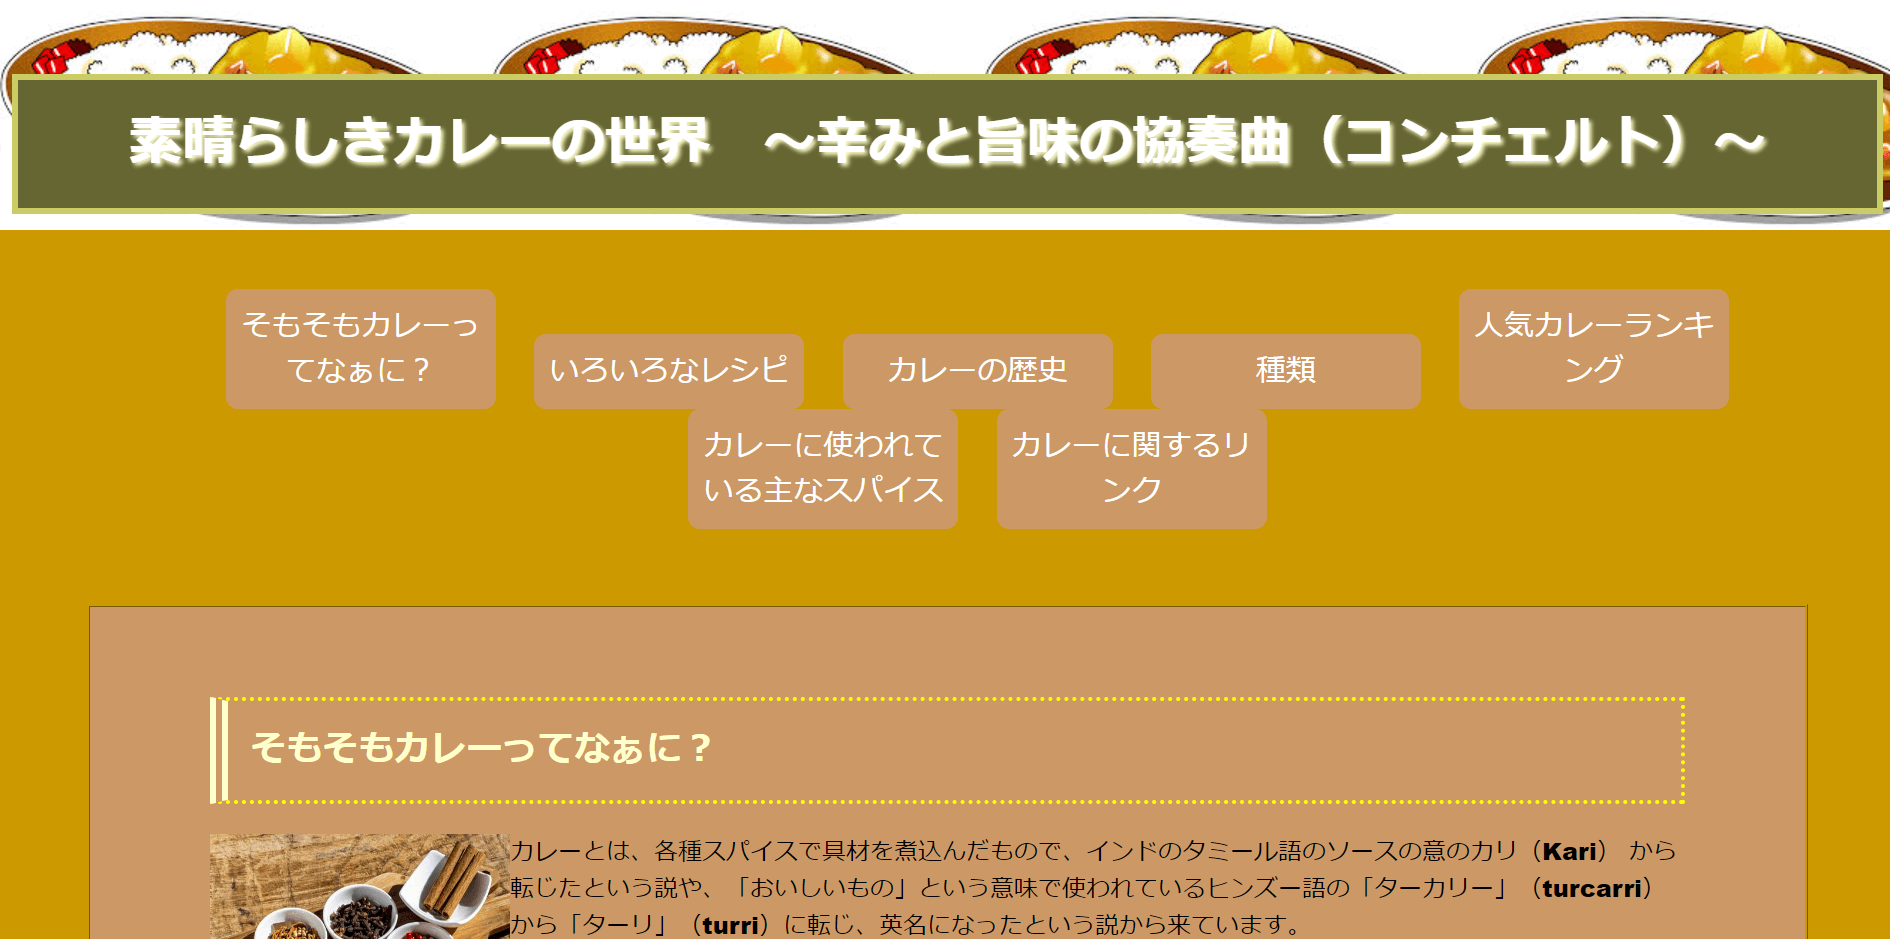 素晴らしきカレーの世界　～辛みと旨味の協奏曲（コンチェルト）～
そもそもカレーっ
てなぁに？
いろいろなレシピ
カレーの歴史
種類
人気カレーランキ
ング
カレーに使われて
いる主なスパイス
カレーに関するリ
ンク
そもそもカレーってなぁに？
カレーとは、各種スパイスで具材を煮込んだもので、インドのタミール語のソースの意のカリ（Kari） から
転じたという説や、「おいしいもの」という意味で使われているヒンズー語の「ターカリー」（turcarri）
から「ターリ」（turri）に転じ、英名になったという説から来ています。